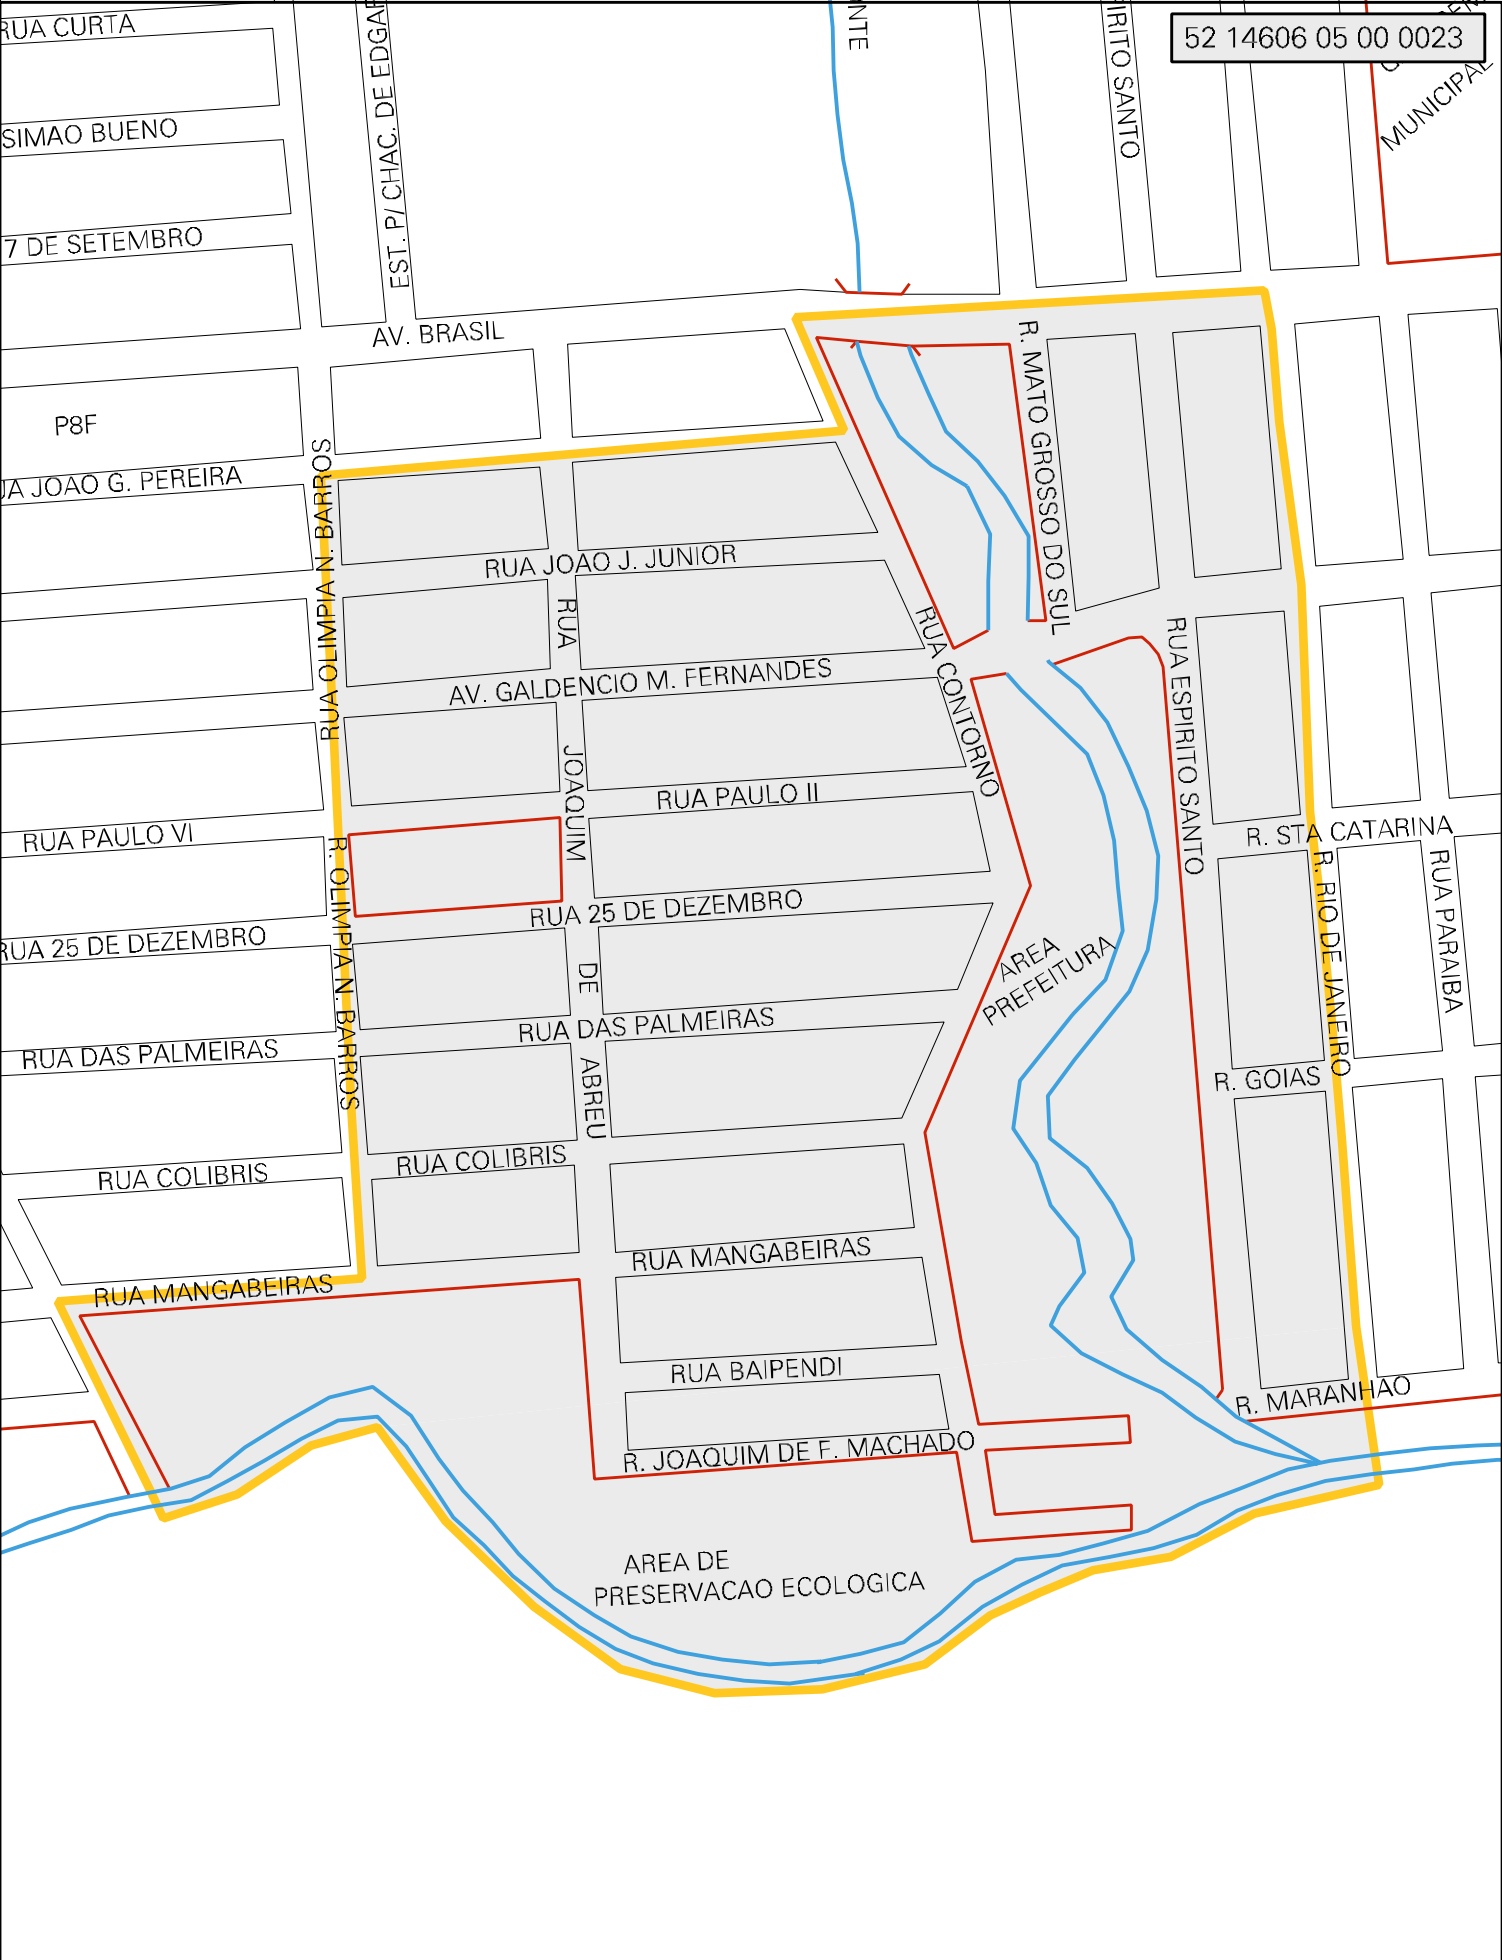 RUA CURTA
EST. P/ CHAC. DE EDGAR
NTE
IRITO SANTO
52 14606 05 00 0023
MUNICIPAL
SIMAO BUENO
7 DE SETEMBRO
AV. BRASIL
P8F
R. MATO GROSSO DO SUL
RUA OLIMPIA N. BARROS
UA JOAO G. PEREIRA
RUA JOAO J. JUNIOR
RUA
JOAQUIM
DE
ABREU
RUA CONTORNO
RUA ESPIRITO SANTO
AV. GALDENCIO M. FERNANDES
RUA PAULO II
RUA PAULO VI
R. OLIMPIA N. BARROS
R. STA CATARINA
R. RIO DE JANEIRO
RUA PARAIBA
RUA 25 DE DEZEMBRO
RUA 25 DE DEZEMBRO
AREA
PREFEITURA
RUA DAS PALMEIRAS
RUA DAS PALMEIRAS
R. GOIAS
RUA COLIBRIS
RUA COLIBRIS
RUA MANGABEIRAS
RUA MANGABEIRAS
RUA BAIPENDI
R. MARANHAO
R. JOAQUIM DE F. MACHADO
AREA DE
PRESERVACAO ECOLOGICA